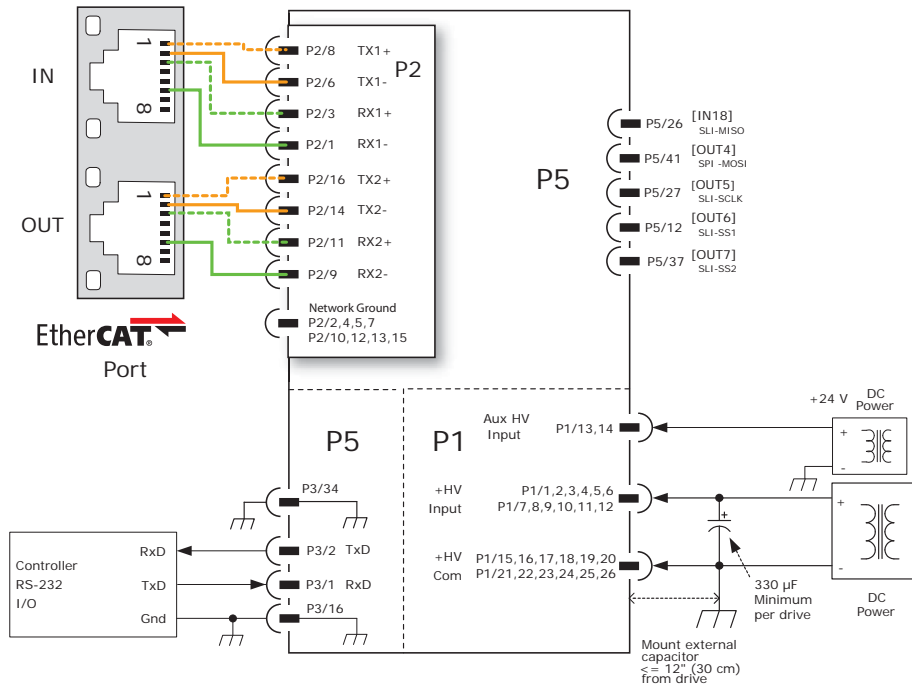 IN
1
8
OUT
1
8
EtherCAT®
Port
P2
P2/8 TX1+
P2/6 TX1-
P2/3 RX1+
P2/1 RX1-
P2/16 TX2+
P2/14 TX2-
P2/11 RX2+
P2/9 RX2-
Network Ground
P2/2,4,5,7
P2/10,12,13,15
P5
P5/26 [IN18]
SLI-MISO
P5/41 [OUT4]
SPI -MOSI
P5/27 [OUT5]
SLI-SCLK
P5/12 [OUT6]
SLI-SS1
P5/37 [OUT7]
SLI-SS2
P5
P3/34
P3/2 TxD
P3/1 RxD
P3/16
Controller
RS-232
I/O
RxD
TxD
Gnd
P1
Aux HV
Input
P1/13,14
+HV
Input
P1/1,2,3,4,5,6
P1/7,8,9,10,11,12
+HV
Com
P1/15,16,17,18,19,20
P1/21,22,23,24,25,26
+24 V
DC
Power
+
-
+
-
DC
Power
+
330 µF
Minimum
per drive
Mount external
capacitor
<= 12" (30 cm)
from drive